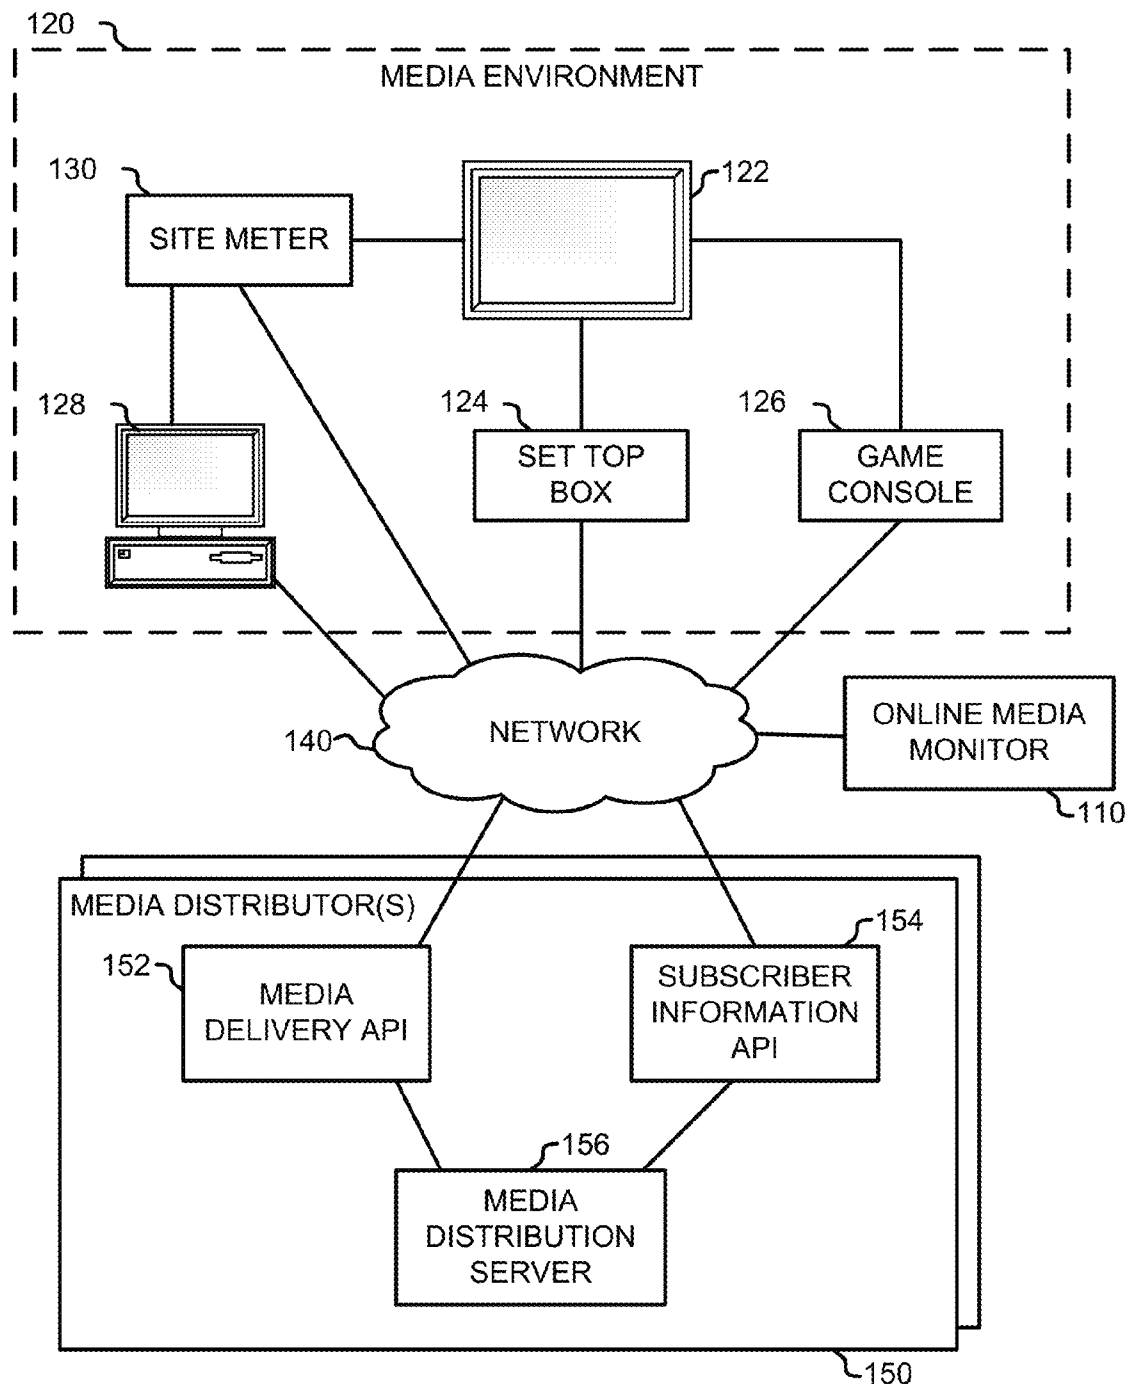 120
MEDIA ENVIRONMENT
130
122
SITE METER
128
124
126
SET TOP
BOX
GAME
CONSOLE
140
NETWORK
ONLINE MEDIA
MONITOR
110
MEDIA DISTRIBUTOR(S)
152
154
MEDIA
DELIVERY API
SUBSCRIBER
INFORMATION
API
156
MEDIA
DISTRIBUTION
SERVER
150